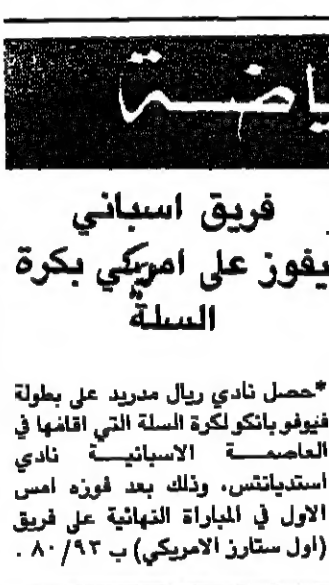 ياضة
فريق اسباني
يفوز على امريكي بكرة
السلة
*حصل نادي ريال مدريد على بطولة
فنيوفو بانكو لكرة السلة التي اقامها في
العاصمة الاسبانية نادي
استديانتس، وذلك بعد فوزه امس
الاول في المباراة النهائية على فريق
(اول ستارز الامريكي) ب ٨٠/٩٣ .